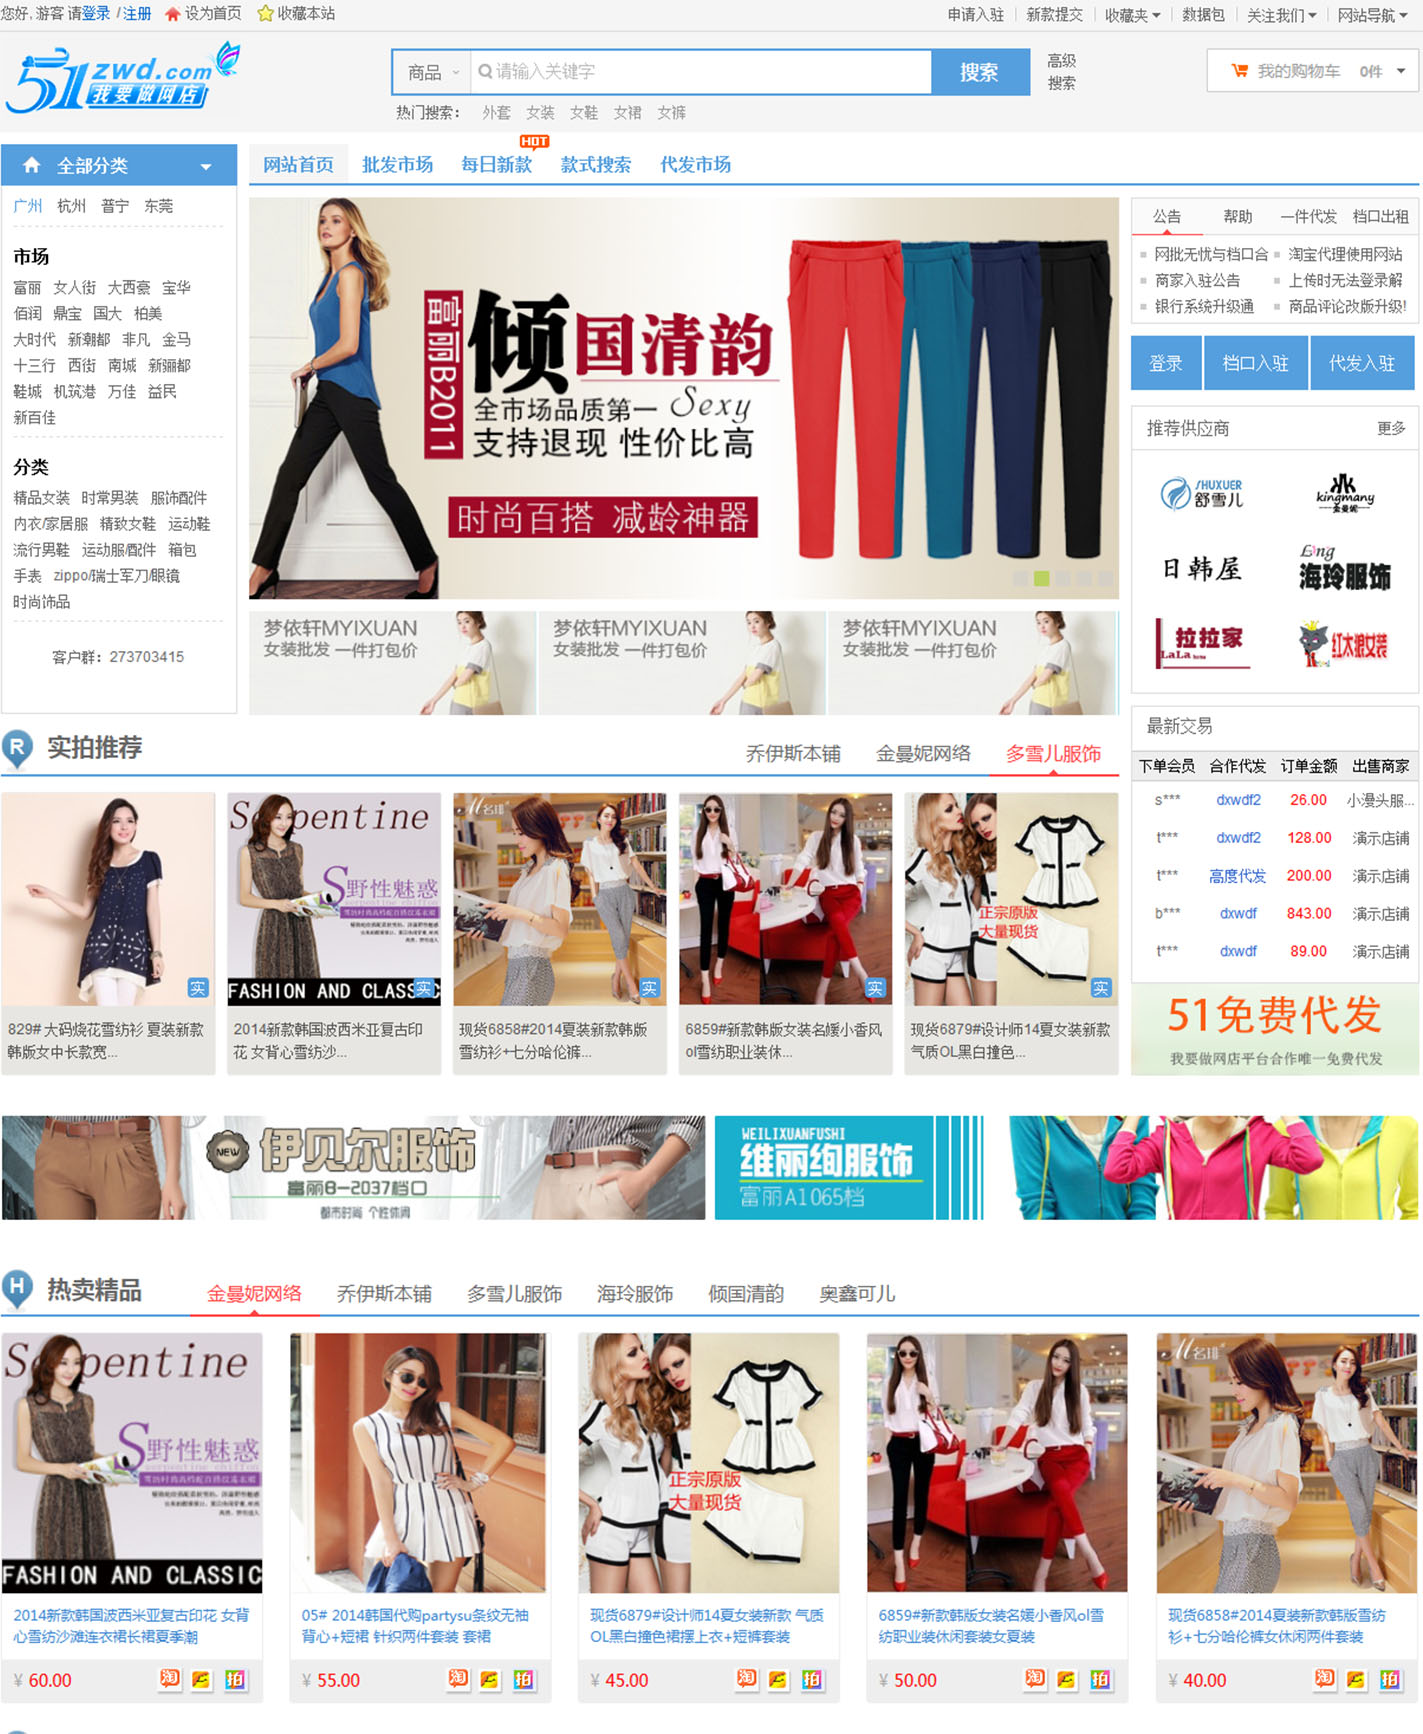 您好, 游客 请登录 /注册 设为首页 收藏本站
申请入驻 新款提交 收藏夹 数据包 关注我们 网站导航
51zwd.com
我要做网店
商品 请输入关键字 搜索
高级
搜索
我的购物车 0件
热门搜索： 外套 女装 女鞋 女裙 女裤
全部分类
网站首页 批发市场 每日新款 款式搜索 代发市场
HOT
广州 杭州 普宁 东莞
市场
富丽 女人街 大西豪 宝华
佰润 鼎宝 国大 柏美
大时代 新潮都 非凡 金马
十三行 西街 南城 新骊都
鞋城 机筑港 万佳 益民
新百佳
分类
精品女装 时常男装 服饰配件
内衣/家居服 精致女鞋 运动鞋
流行男鞋 运动服/配件 箱包
手表 zippo/瑞士军刀/眼镜
时尚饰品
客户群：273703415
富丽B2011
倾国清韵
全市场品质第一 Sexy
支持退现 性价比高
时尚百搭 减龄神器
梦依轩MYIXUAN
女装批发 一件打包价
梦依轩MYIXUAN
女装批发 一件打包价
梦依轩MYIXUAN
女装批发 一件打包价
公告 帮助 一件代发 档口出租
网批无忧与档口合 淘宝代理使用网站
商家入驻公告 上传时无法登录解
银行系统升级通 商品评论改版升级!
登录 档口入驻 代发入驻
推荐供应商 更多
SHUXUER
舒雪儿
kingmany
金曼妮
日韩屋
Ling
海玲服饰
拉拉家
LaLa home
红太狼女装
最新交易
下单会员 合作代发 订单金额 出售商家
s*** dxwdf2 26.00 小漫头服...
t*** dxwdf2 128.00 演示店铺
t*** 高度代发 200.00 演示店铺
b*** dxwdf 843.00 演示店铺
t*** dxwdf 89.00 演示店铺
51免费代发
我要做网店平台合作唯一免费代发
R 实拍推荐 乔伊斯本铺 金曼妮网络 多雪儿服饰
实
Serpentine
S野性魅惑
serpentine chiffon
FASHION AND CLASSIC
实
M名排
实
实
正宗原版
大量现货
实
829# 大码烧花雪纺衫 夏装新款
韩版女中长款宽...
2014新款韩国波西米亚复古印
花 女背心雪纺沙...
现货6858#2014夏装新款韩版
雪纺衫+七分哈伦裤...
6859#新款韩版女装名媛小香风
ol雪纺职业装休...
现货6879#设计师14夏女装新款
气质OL黑白撞色...
NEW 伊贝尔服饰
富丽B-2037档口
都市时尚 个性休闲
WEILIXUANFUSHI
维丽绚服饰
富丽A1065档
H 热卖精品 金曼妮网络 乔伊斯本铺 多雪儿服饰 海玲服饰 倾国清韵 奥鑫可儿
Serpentine
S野性魅惑
serpentine chiffon
FASHION AND CLASSIC
正宗原版
大量现货
M名排
2014新款韩国波西米亚复古印花 女背
心雪纺沙滩连衣裙长裙夏季潮
05# 2014韩国代购partysu条纹无袖
背心+短裙 针织两件套装 套裙
现货6879#设计师14夏女装新款 气质
OL黑白撞色裙摆上衣+短裤套装
6859#新款韩版女装名媛小香风ol雪
纺职业装休闲套装女夏装
现货6858#2014夏装新款韩版雪纺
衫+七分哈伦裤女休闲两件套装
¥ 60.00 淘 拍
¥ 55.00 淘 拍
¥ 45.00 淘 拍
¥ 50.00 淘 拍
¥ 40.00 淘 拍